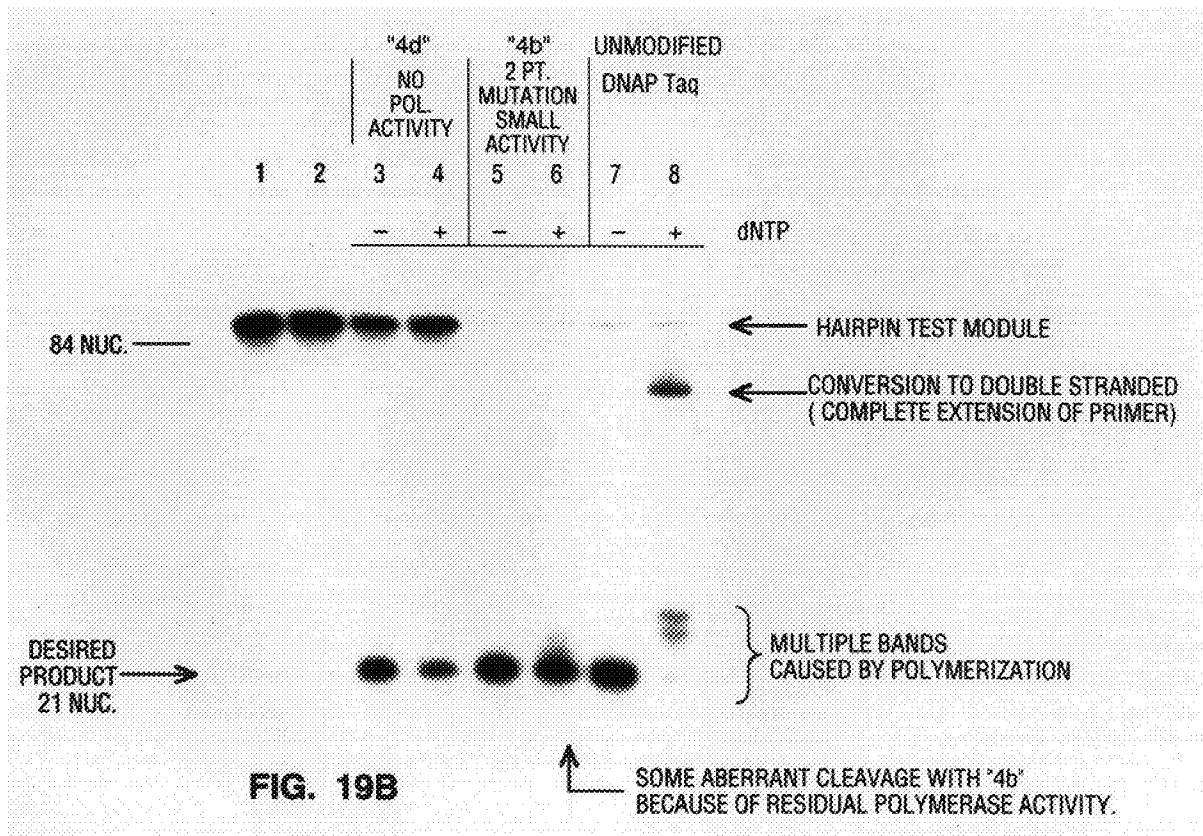 "4d" "4b" UNMODIFIED
NO
POL.
ACTIVITY
2 PT.
MUTATION
SMALL
ACTIVITY
DNAP Taq
1 2 3 4 5 6 7 8
− + − + − + dNTP
84 NUC.
HAIRPIN TEST MODULE
CONVERSION TO DOUBLE STRANDED
( COMPLETE EXTENSION OF PRIMER)
DESIRED
PRODUCT
21 NUC.
MULTIPLE BANDS
CAUSED BY POLYMERIZATION
SOME ABERRANT CLEAVAGE WITH "4b"
BECAUSE OF RESIDUAL POLYMERASE ACTIVITY.
FIG. 19B